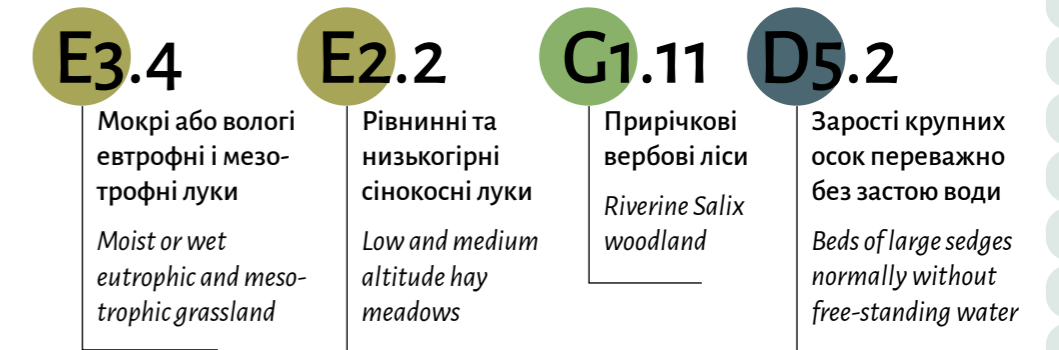 E3.4
Мокрі або вологі
евтрофні і мезо-
трофні луки
Moist or wet
eutrophic and meso-
trophic grassland
E2.2
Рівнинні та
низькогірні
сінокосні луки
Low and medium
altitude hay
meadows
G1.11
Прирічкові
вербові ліси
Riverine Salix
woodland
D5.2
Зарості крупних
осок переважно
без застою води
Beds of large sedges
normally without
free-standing water